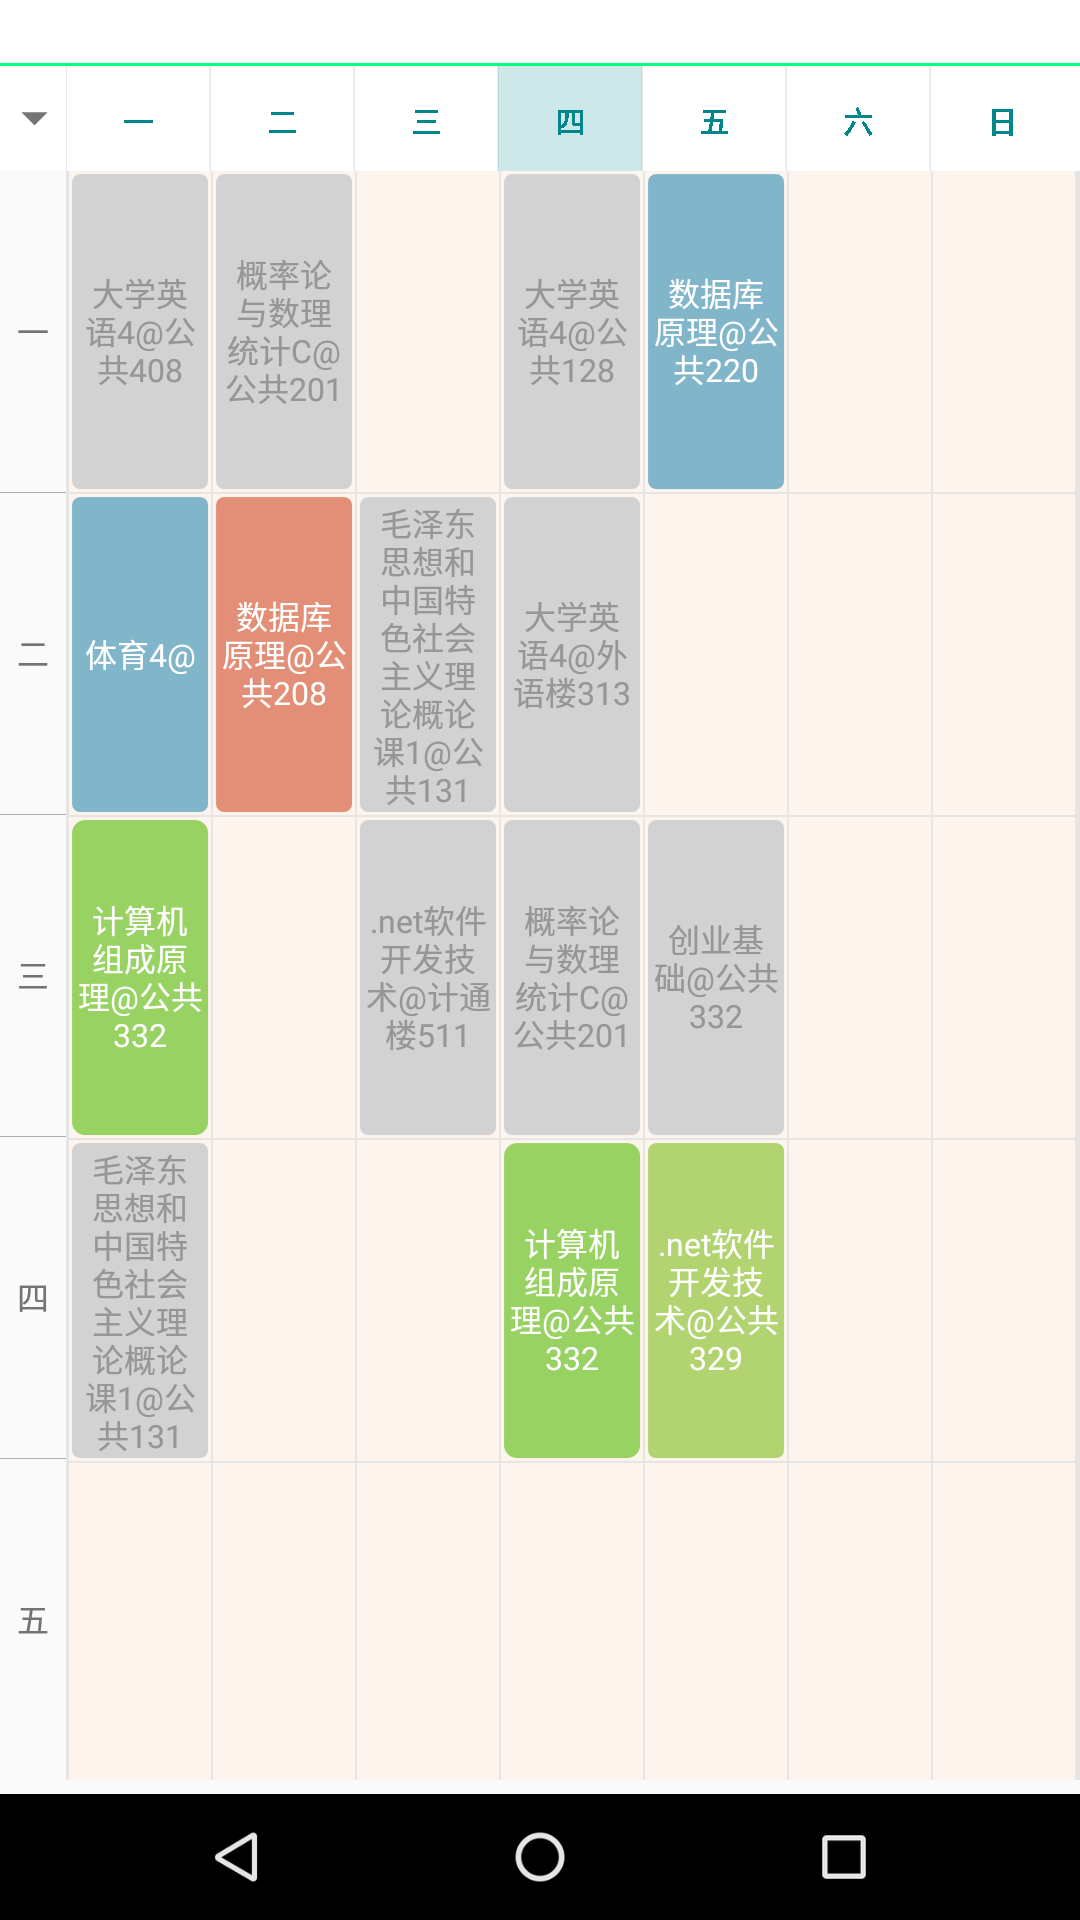 一 二 三 四 五 六 日
一
大学英
语4@公
共408
概率论
与数理
统计C@
公共201
大学英
语4@公
共128
数据库
原理@公
共220
二
体育4@
数据库
原理@公
共208
毛泽东
思想和
中国特
色社会
主义理
论概论
课1@公
共131
大学英
语4@外
语楼313
三
计算机
组成原
理@公共
332
.net软件
开发技
术@计通
楼511
概率论
与数理
统计C@
公共201
创业基
础@公共
332
四
毛泽东
思想和
中国特
色社会
主义理
论概论
课1@公
共131
计算机
组成原
理@公共
332
.net软件
开发技
术@公共
329
五